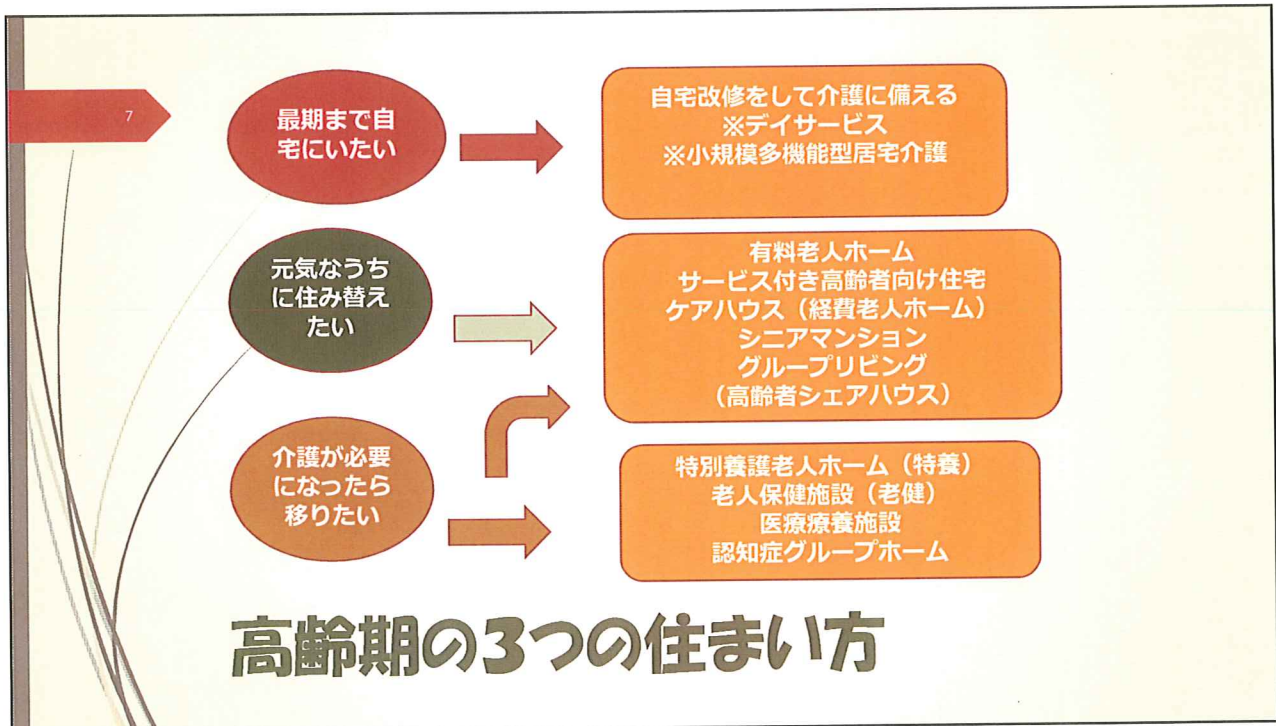 7
最期まで自
宅にいたい
自宅改修をして介護に備える
※デイサービス
※小規模多機能型居宅介護
元気なうち
に住み替え
たい
有料老人ホーム
サービス付き高齢者向け住宅
ケアハウス（経費老人ホーム）
シニアマンション
グループリビング
（高齢者シェアハウス）
介護が必要
になったら
移りたい
特別養護老人ホーム（特養）
老人保健施設（老健）
医療療養施設
認知症グループホーム
高齢期の3つの住まい方